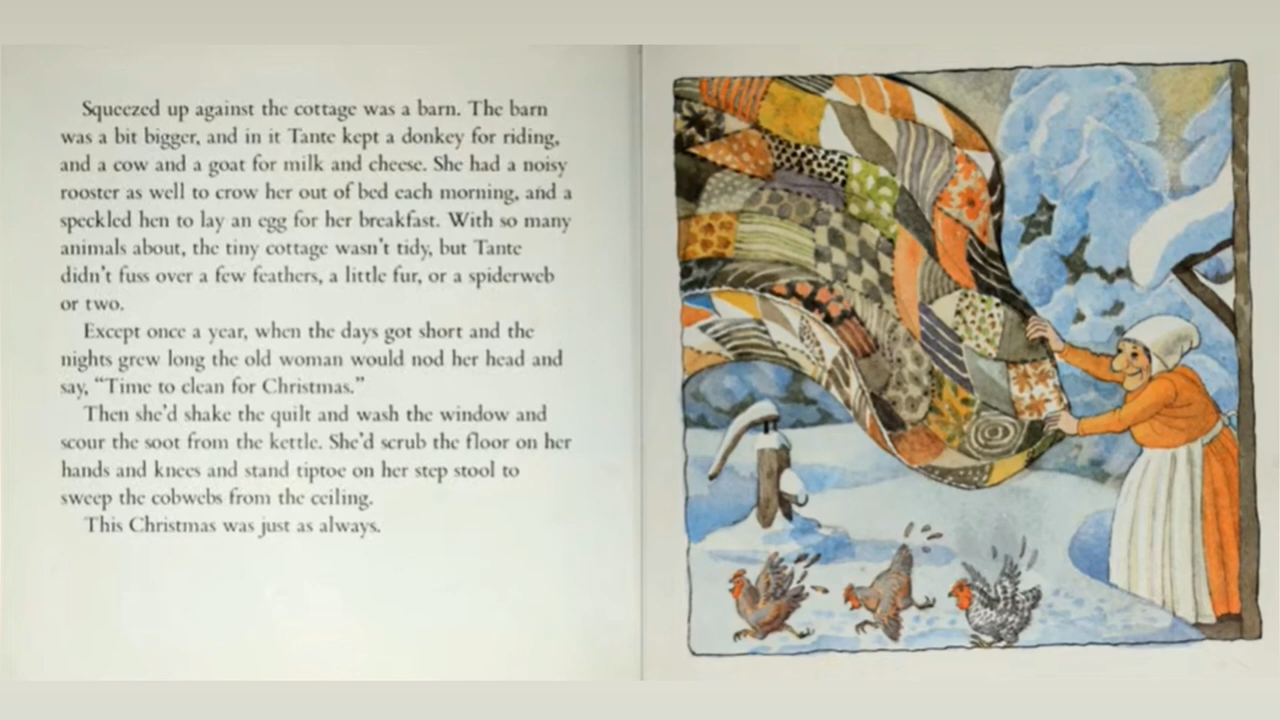 Squeezed up against the cottage was a barn. The barn
was a bit bigger, and in it Tante kept a donkey for riding,
and a cow and a goat for milk and cheese. She had a noisy
rooster as well to crow her out of bed each morning, and a
speckled hen to lay an egg for her breakfast. With so many
animals about, the tiny cottage wasn't tidy, but Tante
didn't fuss over a few feathers, a little fur, or a spiderweb
or two.
Except once a year, when the days got short and the
nights grew long the old woman would nod her head and
say, “Time to clean for Christmas.”
Then she'd shake the quilt and wash the window and
scour the soot from the kettle. She'd scrub the floor on her
hands and knees and stand tiptoe on her step stool to
sweep the cobwebs from the ceiling.
This Christmas was just as always.